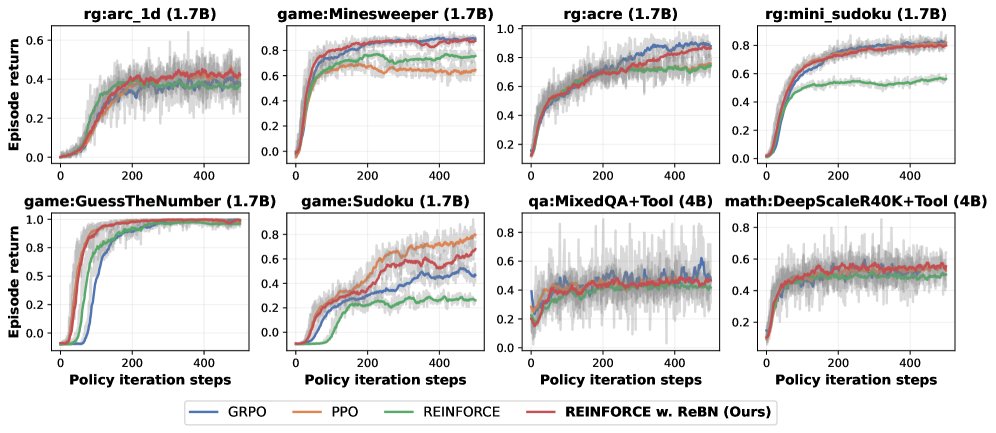 rg:arc_1d (1.7B)
game:Minesweeper (1.7B)
rg:acre (1.7B)
rg:mini_sudoku (1.7B)
Episode return
0.6
0.4
0.2
0.0
0 200 400
0.8
0.6
0.4
0.2
0.0
0 200 400
1.0
0.8
0.6
0.4
0.2
0 200 400
0.8
0.6
0.4
0.2
0.0
0 200 400
game:GuessTheNumber (1.7B)
game:Sudoku (1.7B)
qa:MixedQA+Tool (4B)
math:DeepScaleR40K+Tool (4B)
Episode return
1.0
0.8
0.5
0.2
0.0
0 200 400
Policy iteration steps
0.8
0.6
0.4
0.2
0.0
0 200 400
Policy iteration steps
0.8
0.6
0.4
0.2
0.0
0 200 400
Policy iteration steps
0.8
0.6
0.4
0.2
0 200 400
Policy iteration steps
GRPO
PPO
REINFORCE
REINFORCE w. ReBN (Ours)